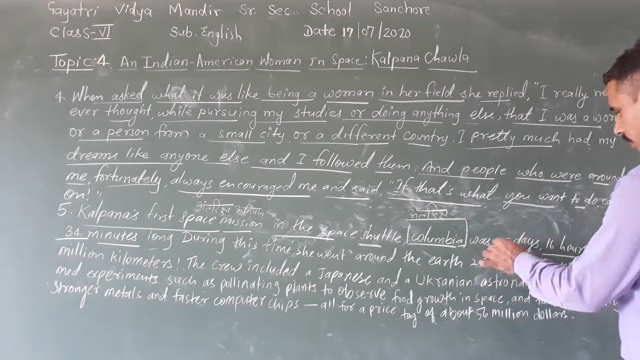 Gayatri Vidya Mandir Sr. Sec. School Sanchore
Class-VI Sub. English Date 17/07/2020
Topic:4. An Indian-American Woman In Space: Kalpana Chawla
4. When asked what it was like being a woman in her field she replied, "I really
ever thought, while pursuing my studies or doing anything else, that I was a
or a person from a small city or a different country. I pretty much had my
dreams like anyone else and I followed them. And people who were around
me, fortunately, always encouraged me and said, "If that's what you want to do,
on!"
अंतरिक्ष
5. Kalpana's first space mission in the space shuttle, Columbia, was days, 16
34 minutes long. During this time she went around the earth
million kilometers! The crew included a Japanese and a Ukranian
med experiments such as pollinating plants to observe food growth in space, and
stronger metals and faster computer chips — all for a price tag of about 56 million dollars.